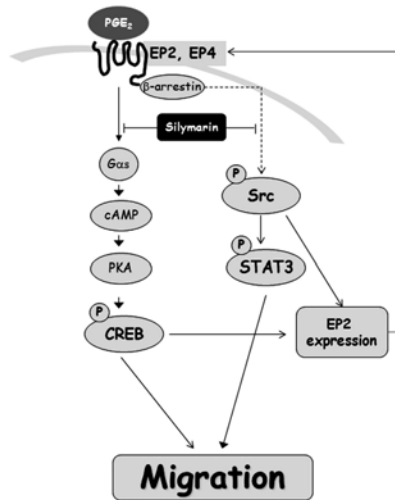 PGE₂
EP2, EP4
β-arrestin
Silymarin
Gαs
P
Src
cAMP
P
STAT3
PKA
P
CREB
EP2
expression
Migration